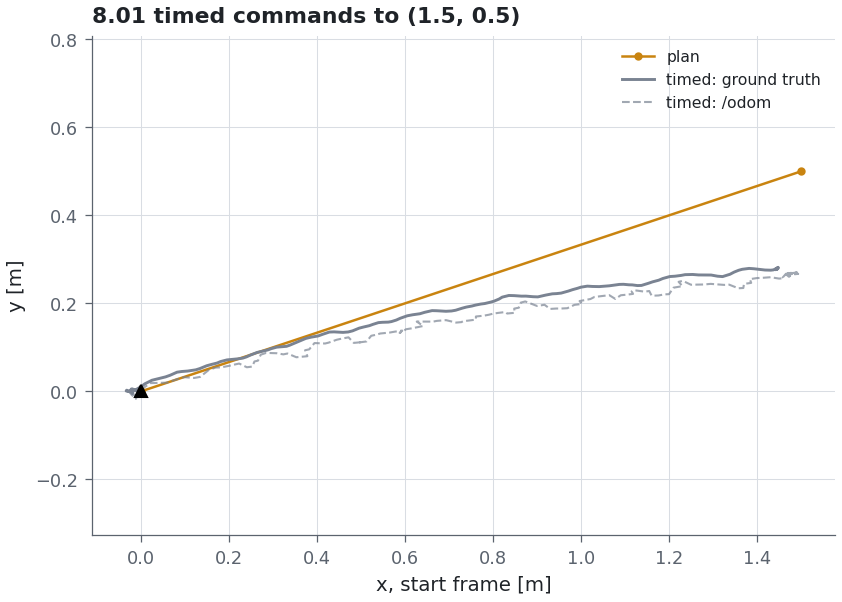 8.01 timed commands to (1.5, 0.5)
plan
timed: ground truth
timed: /odom
0.8
0.6
0.4
0.2
0.0
−0.2
y [m]
0.0 0.2 0.4 0.6 0.8 1.0 1.2 1.4
x, start frame [m]